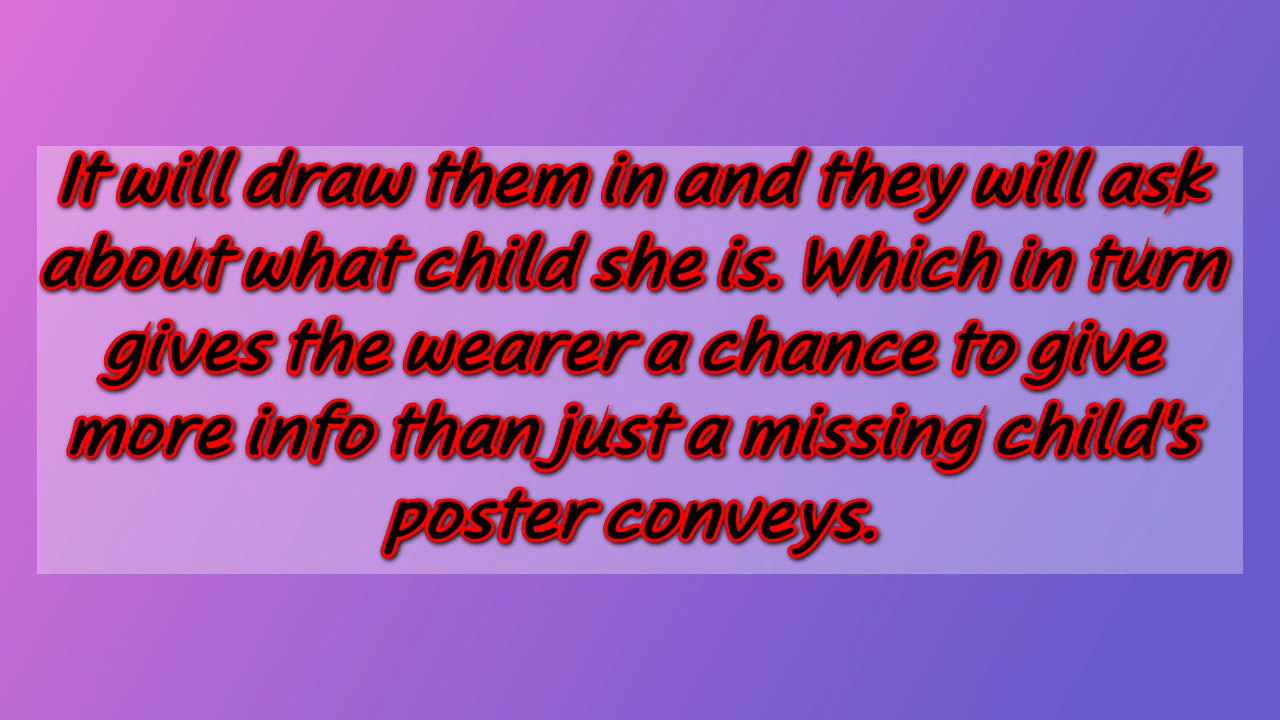 It will draw them in and they will ask
about what child she is. Which in turn
gives the wearer a chance to give
more info than just a missing child's
poster conveys.